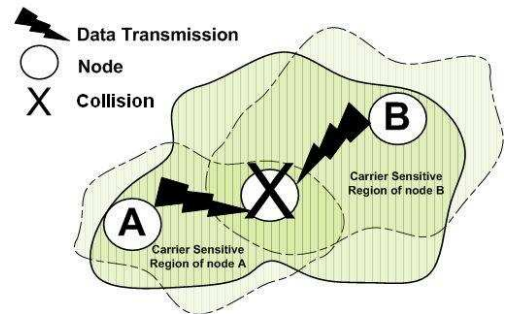 Data Transmission
Node
X
Collision
B
Carrier Sensitive
Region of node B
X
A
Carrier Sensitive
Region of node A